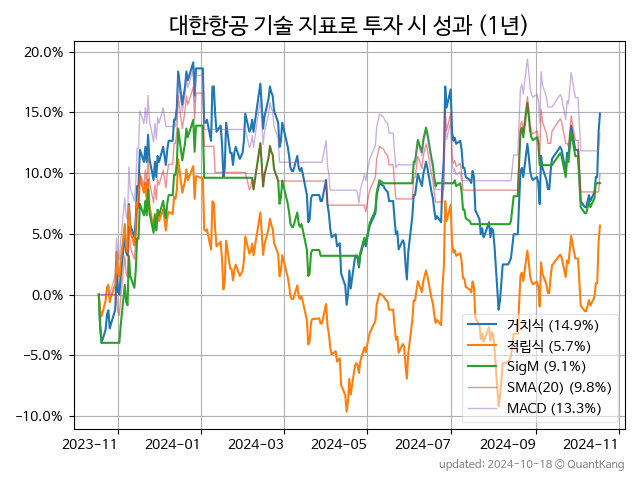 대한항공 기술 지표로 투자 시 성과 (1년)
20.0%
15.0%
10.0%
5.0%
0.0%
−5.0%
−10.0%
거치식 (14.9%)
적립식 (5.7%)
SigM (9.1%)
SMA(20) (9.8%)
MACD (13.3%)
2023-11 2024-01 2024-03 2024-05 2024-07 2024-09 2024-11
updated: 2024-10-18 © QuantKang